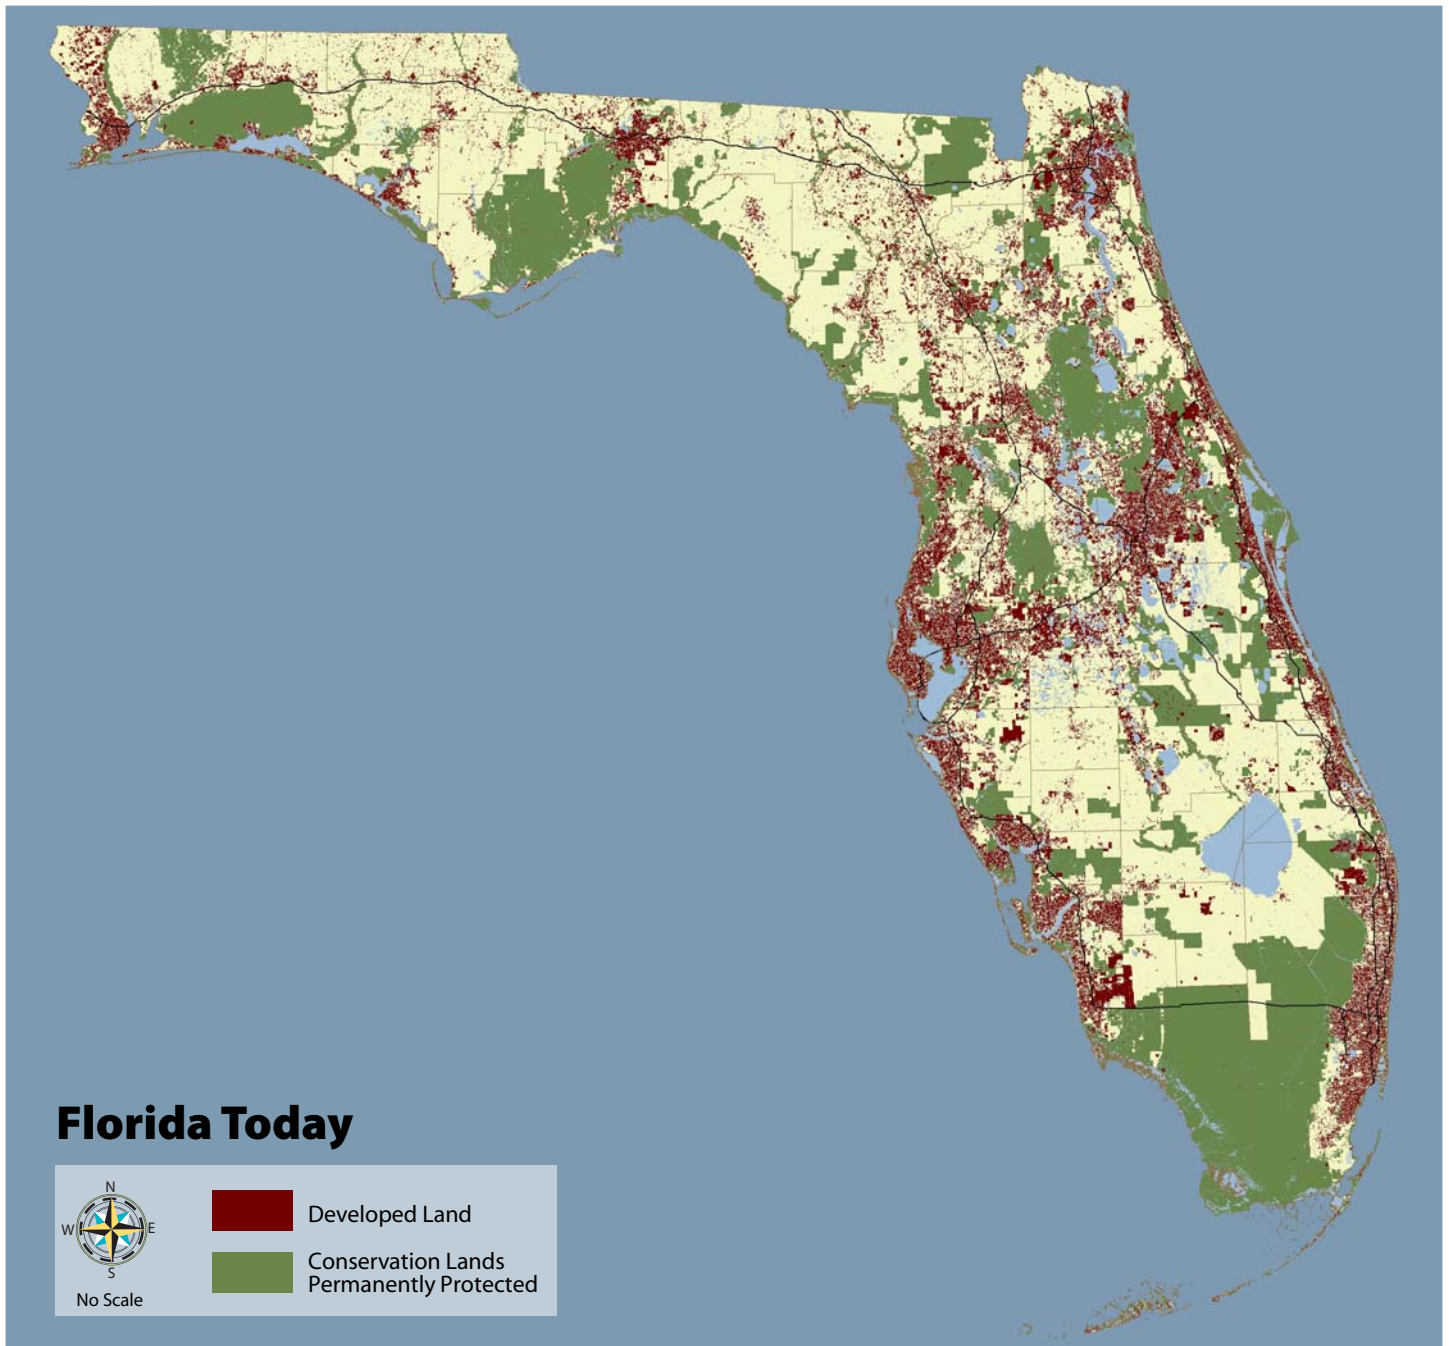 Florida Today
N
W
E
S
No Scale
Developed Land
Conservation Lands
Permanently Protected